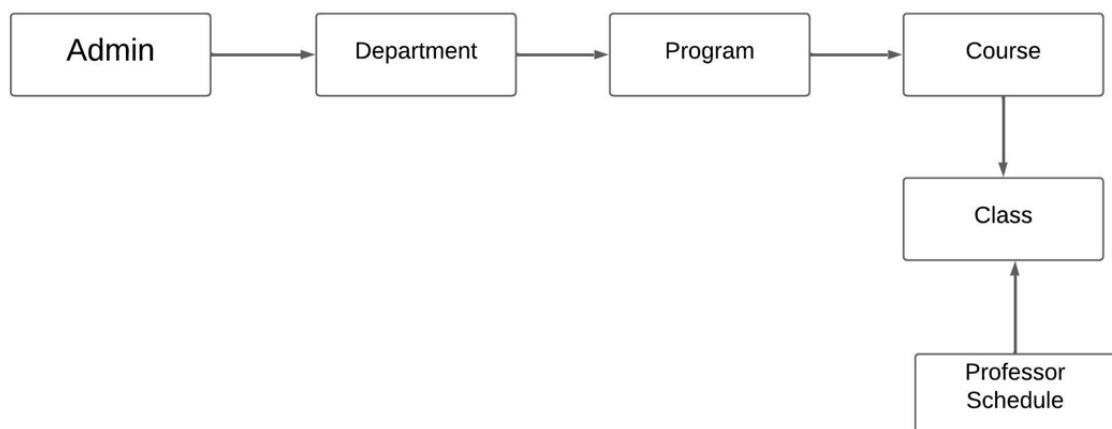 Admin
Department
Program
Course
Class
Professor
Schedule